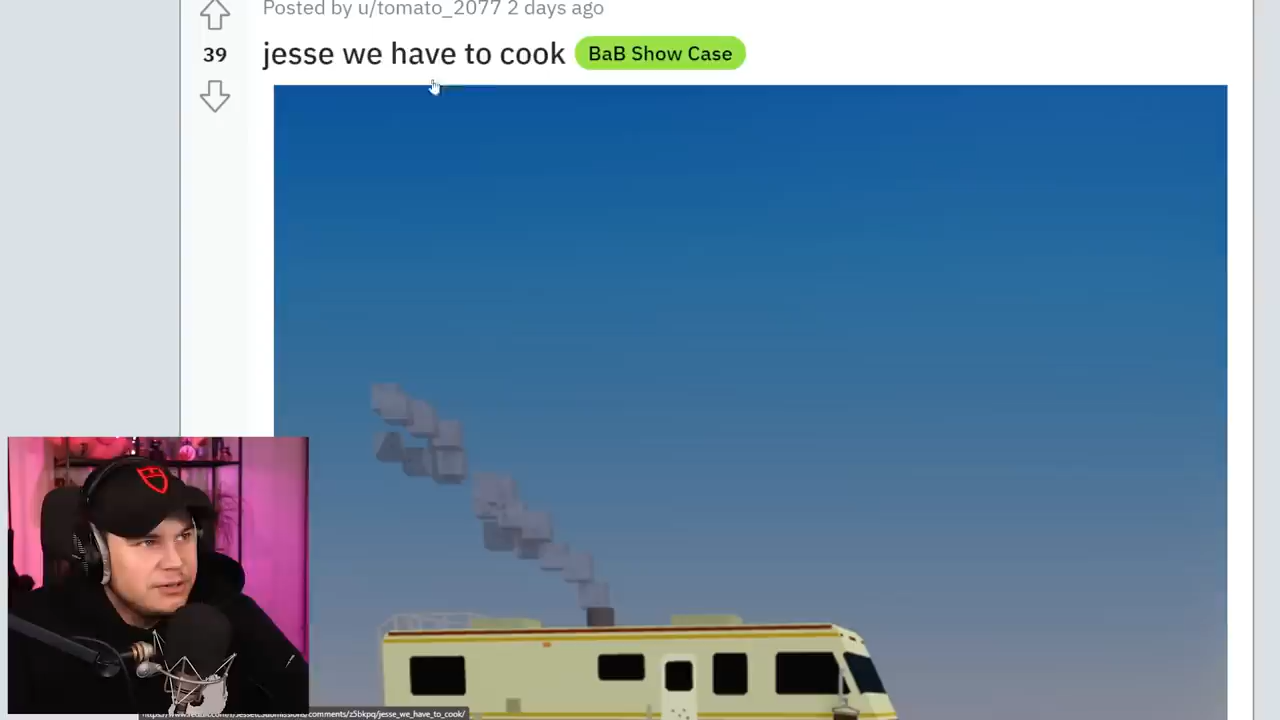 Posted by u/tomato_2077 2 days ago
39
jesse we have to cook
BaB Show Case